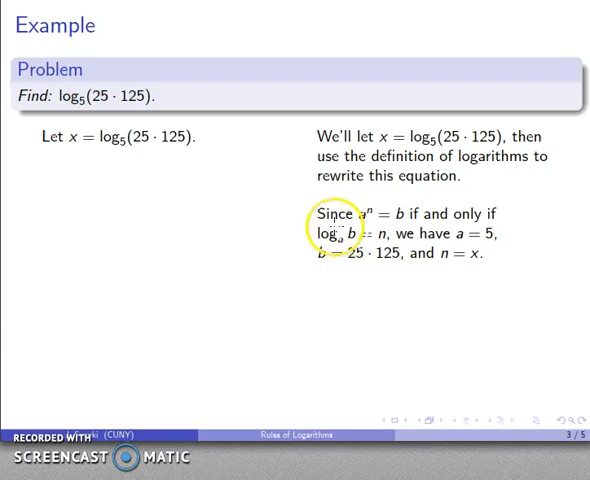 Example
Problem
Find: log₅(25 · 125).
Let x = log₅(25 · 125).
We'll let x = log₅(25 · 125), then
use the definition of logarithms to
rewrite this equation.
Since aⁿ = b if and only if
logₐ b = n, we have a = 5,
b = 25 · 125, and n = x.
(CUNY)
Rules of Logarithms
3 / 5
RECORDED WITH
SCREENCAST MATIC